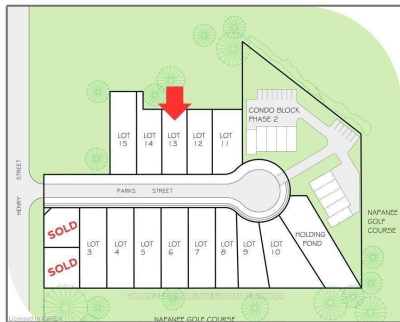 CONDO BLOCK
PHASE 2
LOT
15
LOT
14
LOT
13
LOT
12
LOT
11
HENRY STREET
PARKS STREET
NAPANEE
GOLF
COURSE
SOLD
SOLD
LOT
3
LOT
4
LOT
5
LOT
6
LOT
7
LOT
8
LOT
9
LOT
10
HOLDING
POND
NAPANEE GOLF COURSE